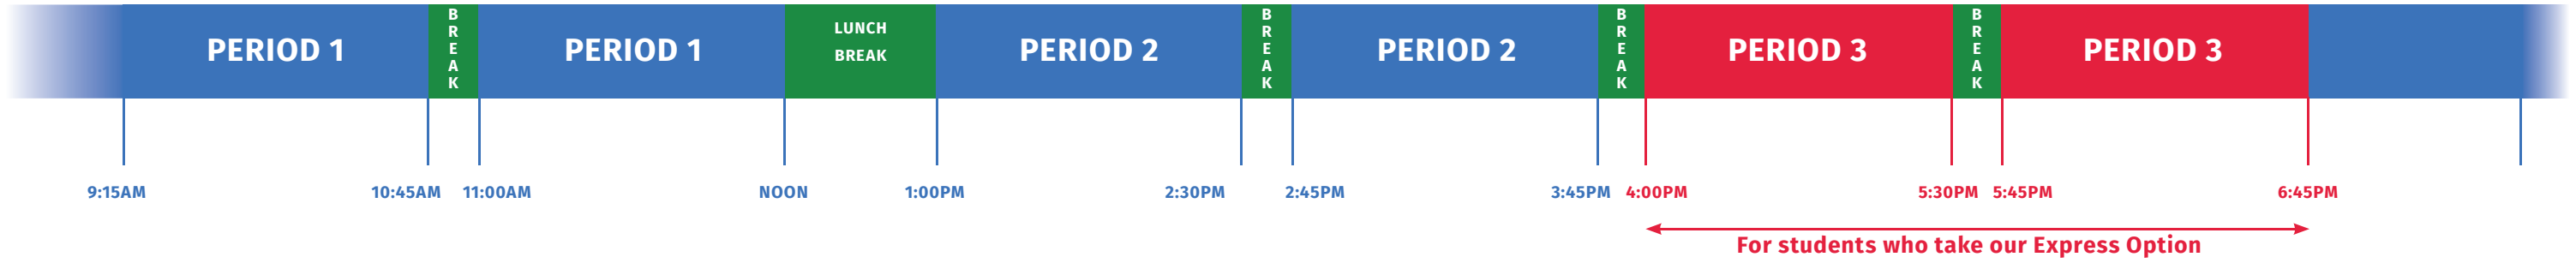 PERIOD 1
BREAK
PERIOD 1
LUNCH
BREAK
PERIOD 2
BREAK
PERIOD 2
BREAK
PERIOD 3
BREAK
PERIOD 3
9:15AM
10:45AM
11:00AM
NOON
1:00PM
2:30PM
2:45PM
3:45PM
4:00PM
5:30PM
5:45PM
6:45PM
For students who take our Express Option